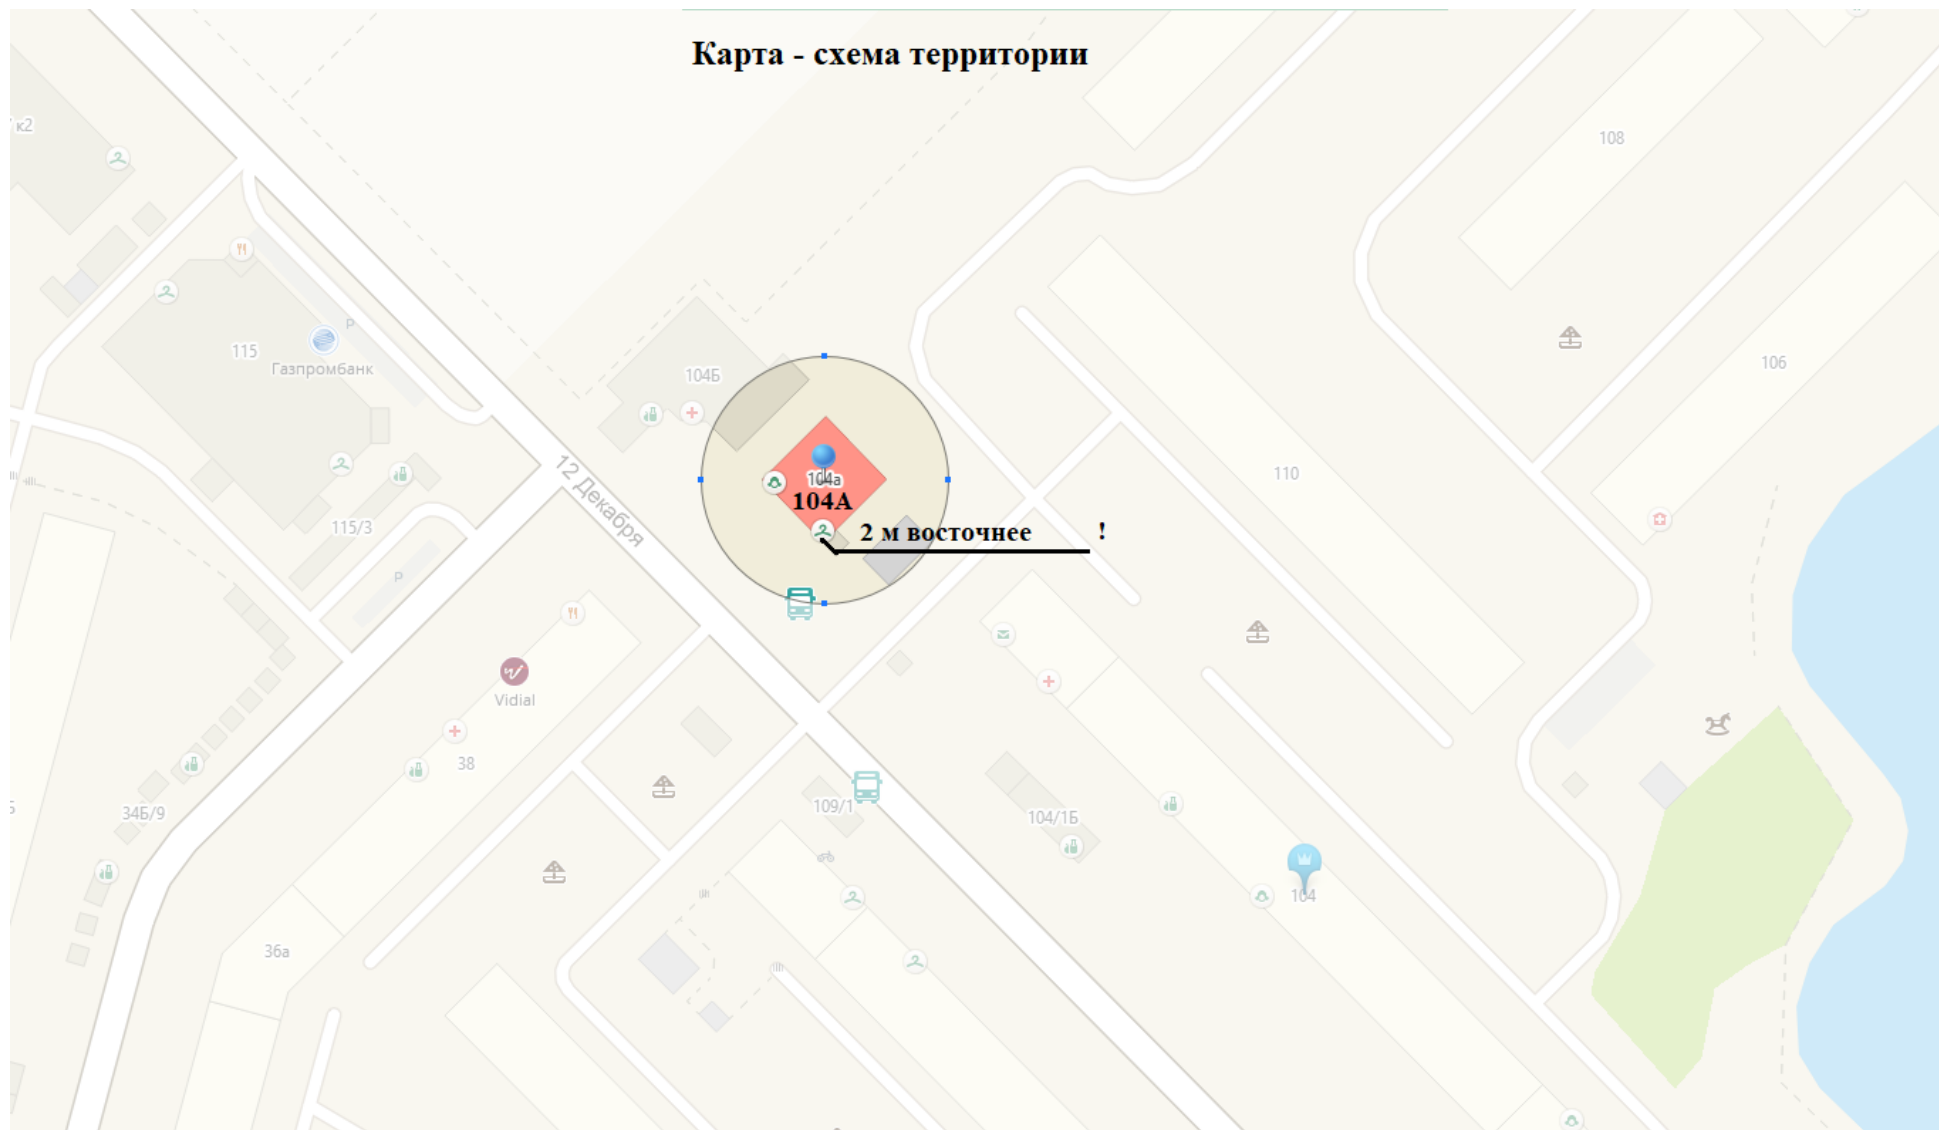 Карта - схема территории
к2
108
115
Р
Газпромбанк
104Б
106
104а
104А
110
12 Декабря
2 м восточнее !
115/3
Р
Vidial
38
34Б/9
109/1
104/1Б
104
36а